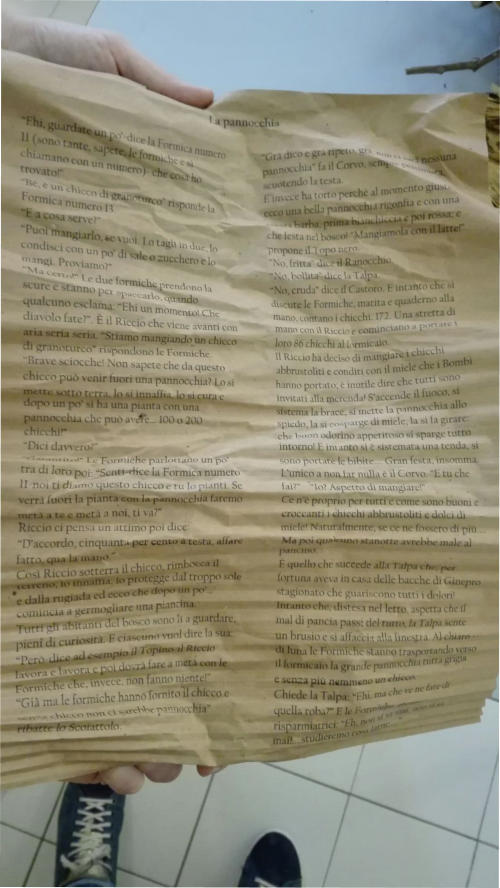 La pannocchia
"Ehi, guardate un po'-dice la Formica numero
11 (sono tante, sapete, le formiche e si
chiamano con un numero)- che cosa ho
trovato!"
"Be, è un chicco di granoturco" risponde la
Formica numero 13
"E a cosa serve?"
"Puoi mangiarlo, se vuoi. Lo tagli in due, lo
condisci con un po' di sale o zucchero e lo
mangi. Proviamo?"
"Ma certo!" Le due formiche prendono la
scure e stanno per spaccarlo, quando
qualcuno esclama: "Ehi un momento! Che
diavolo fate?". È il Riccio che viene avanti con
aria seria seria. "Stiamo mangiando un chicco
di granoturco" rispondono le Formiche.
"Brave sciocche! Non sapete che da questo
chicco può venir fuori una pannocchia? Lo si
mette sotto terra, lo si innaffia, lo si cura e
dopo un po' si ha una pianta con una
pannocchia che può avere... 100 o 200
chicchi!"
"Dici davvero?"
Le Formiche parlottano un po'
tra di loro poi: "Senti-dice la Formica numero
11- noi ti diamo questo chicco e tu lo pianti. Se
verrà fuori la pianta con la pannocchia faremo
metà a te e metà a noi, ti va?"
Riccio ci pensa un attimo poi dice:
"D'accordo, cinquanta per cento a testa, affare
fatto, qua la mano."
Così Riccio sotterra il chicco, rimbocca il
terreno, lo innaffia, lo protegge dal troppo sole
e dalla rugiada ed ecco che dopo un po'...
comincia a germogliare una piantina.
Tutti gli abitanti del bosco sono lì a guardare,
pieni di curiosità. E ciascuno vuol dire la sua:
"Però- dice ad esempio il Topino- il Riccio
lavora e lavora e poi dovrà fare a metà con le
Formiche che, invece, non fanno niente!"
"Già ma le formiche hanno fornito il chicco e
senza chicco non ci sarebbe pannocchia"
ribatte lo Scoiattolo.
"Gra dico e gra ripeto, gra, nessuna
pannocchia" fa il Corvo, sempre
scuotendo la testa.
E invece ha torto perché al momento giusto
ecco una bella pannocchia rigonfia e con una
barba, prima bianchiccia e poi rossa; e
che festa nel bosco! "Mangiamola con il latte!"
propone il Topo nero.
"No, fritta" dice il Ranocchio
"No, bollita" dice la Talpa.
"No, cruda" dice il Castoro. E intanto che si
discute le Formiche, matita e quaderno alla
mano, contano i chicchi. 172. Una stretta di
mano con il Riccio e cominciano a portare i
loro 86 chicchi al formicaio.
Il Riccio ha deciso di mangiare i chicchi
abbrustoliti e conditi con il miele che i Bombi
hanno portato, è inutile dire che tutti sono
invitati alla merenda! S'accende il fuoco, si
sistema la brace, si mette la pannocchia allo
spiedo, la si cosparge di miele, la si fa girare:
che buon odorino appetitoso si sparge tutto
intorno! E intanto si è sistemata una tenda, si
sono portate le bibite... Gran festa, insomma.
L'unico a non far nulla è il Corvo. "E tu che
fai?" "Io? Aspetto di mangiare!"
Ce n'è proprio per tutti e come sono buoni e
croccanti i chicchi abbrustoliti e dolci di
miele! Naturalmente, se ce ne fossero di più...
Ma poi qualcuno stanotte avrebbe male al
pancino.
È quello che succede alla Talpa che, per
fortuna aveva in casa delle bacche di Ginepro
stagionato che guariscono tutti i dolori!
Intanto che, distesa nel letto, aspetta che il
mal di pancia passi del tutto, la Talpa sente
un brusio e si affaccia alla finestra. Al chiaro
di luna le Formiche stanno trasportando verso
il formicaio la grande pannocchia tutta grigia
e senza più nemmeno un chicco.
Chiede la Talpa: "Ehi, ma che ve ne fate di
quella roba?" E le Formiche
risparmiatrici: "Eh, non si sa mai, non si sa
mai!... studieremo cosa farne...